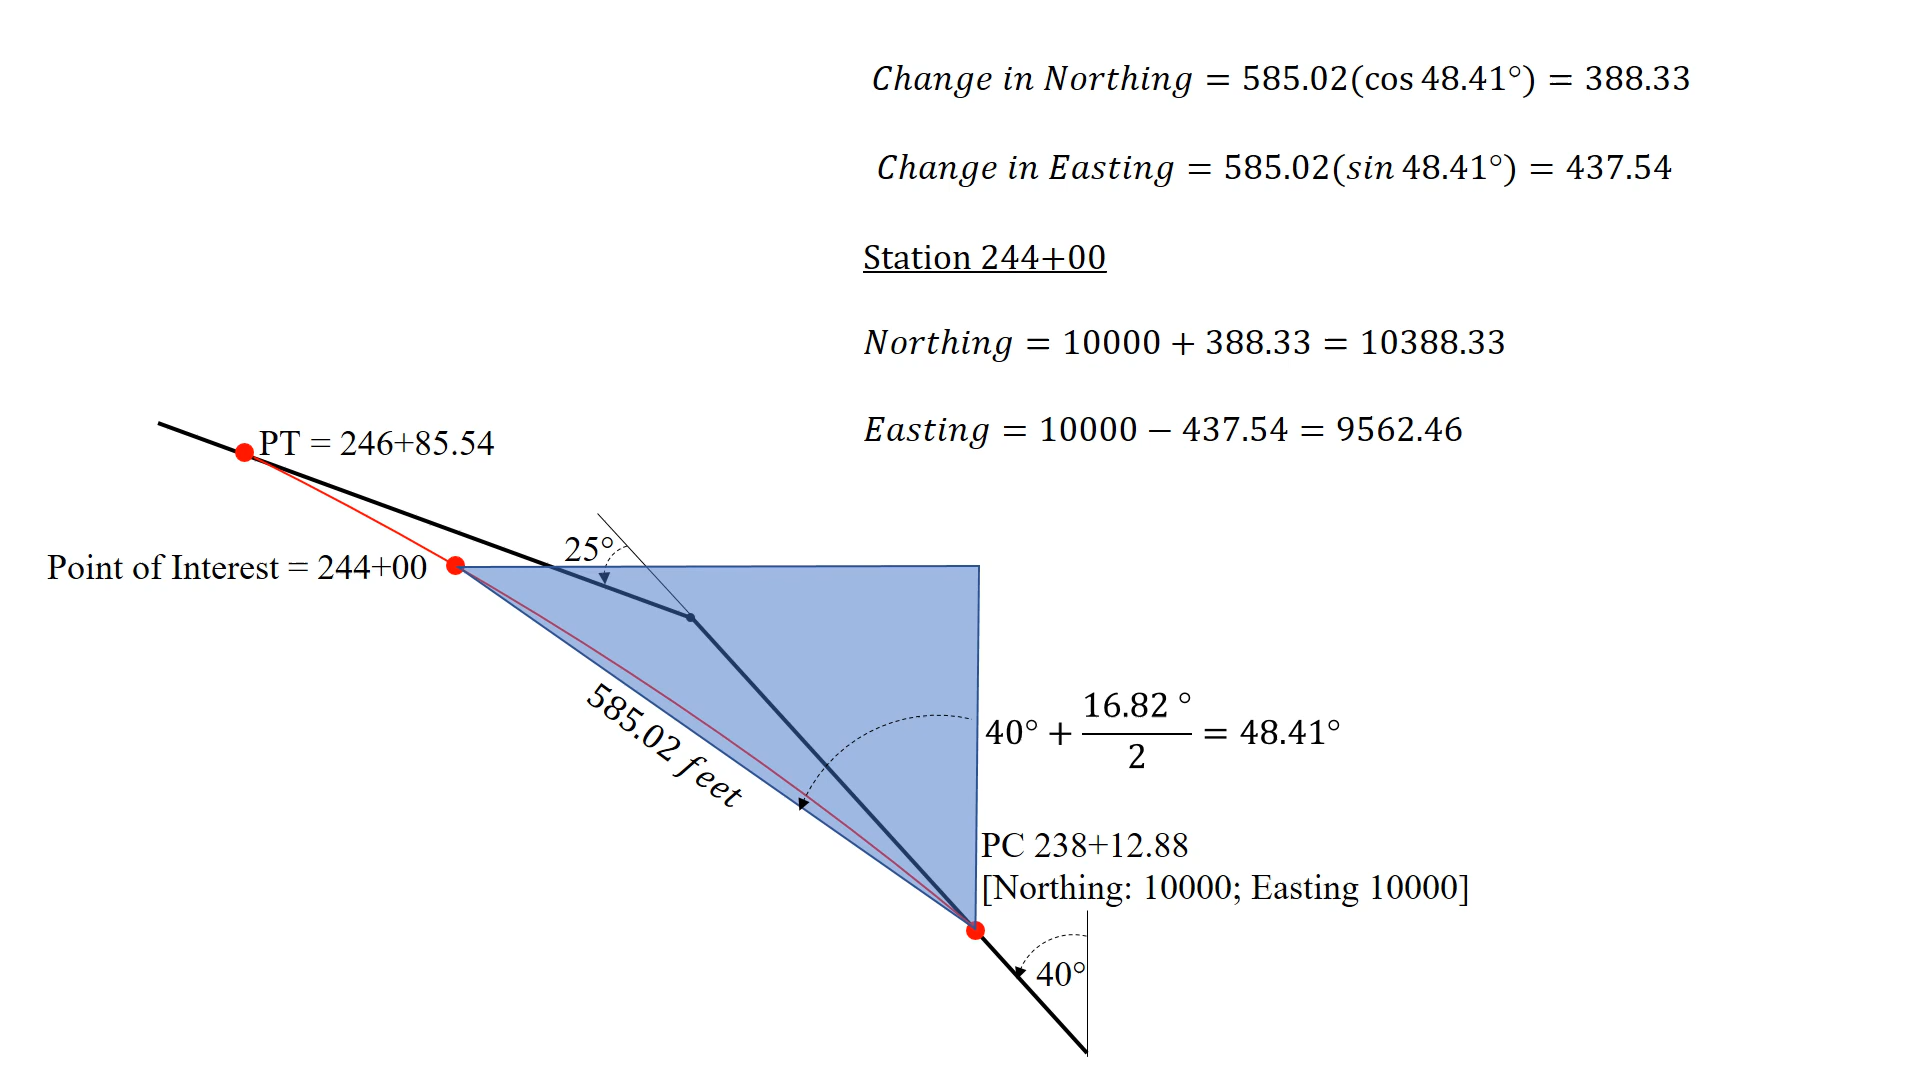 Change in Northing = 585.02(cos 48.41°) = 388.33
Change in Easting = 585.02(sin 48.41°) = 437.54
Station 244+00
Northing = 10000 + 388.33 = 10388.33
Easting = 10000 − 437.54 = 9562.46
PT = 246+85.54
25°
Point of Interest = 244+00
585.02 feet
40° + 16.82 °/2 = 48.41°
PC 238+12.88
[Northing: 10000; Easting 10000]
40°